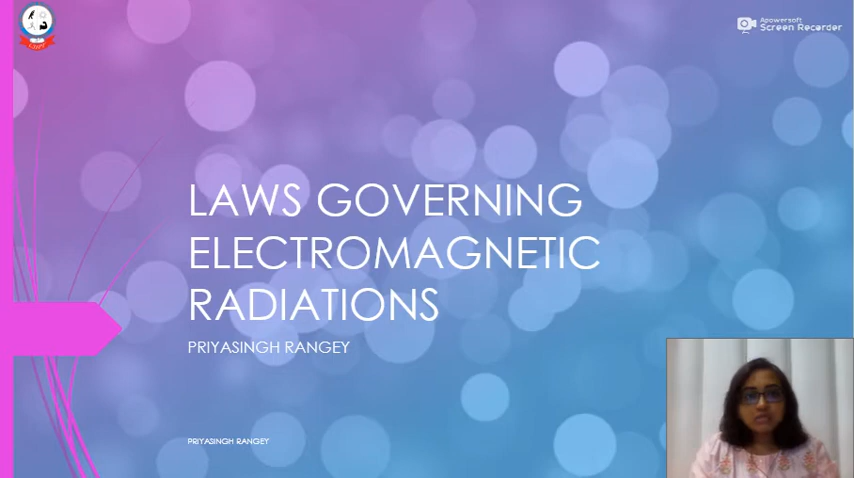 Apowersoft
Screen Recorder
LAWS GOVERNING
ELECTROMAGNETIC
RADIATIONS
PRIYASINGH RANGEY
PRIYASINGH RANGEY